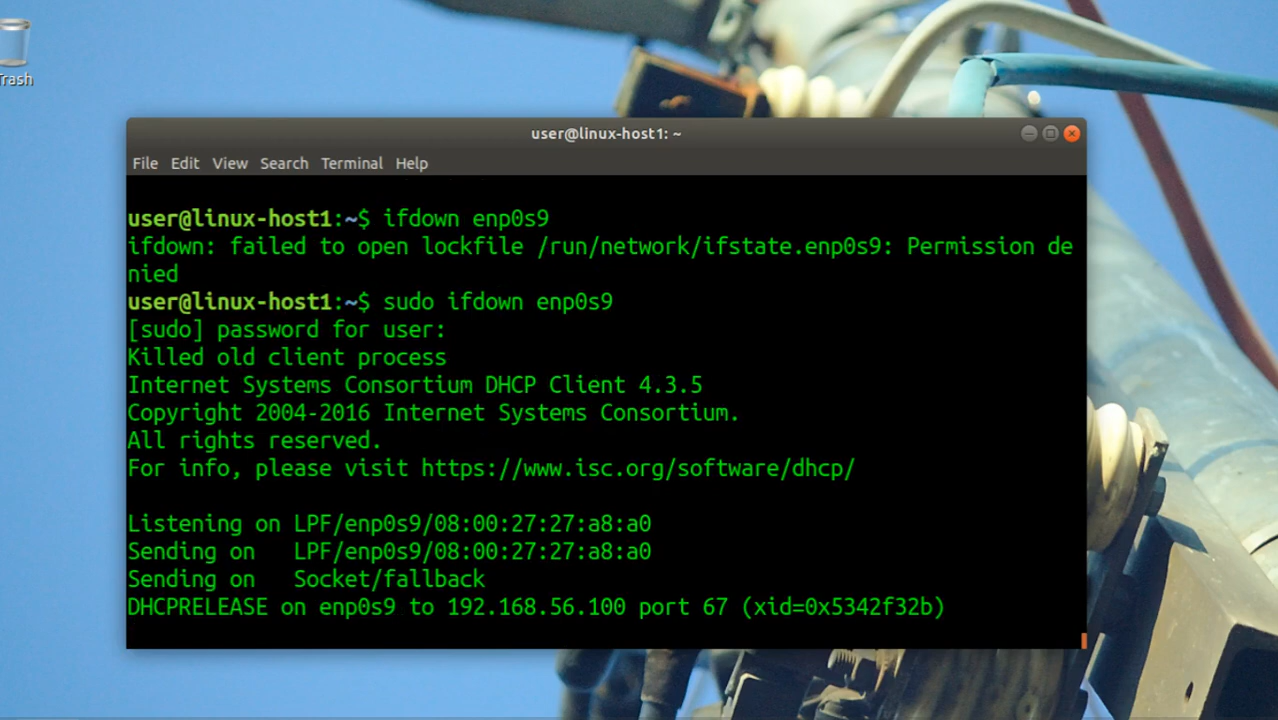 Trash
user@linux-host1: ~
File Edit View Search Terminal Help
user@linux-host1:~$ ifdown enp0s9
ifdown: failed to open lockfile /run/network/ifstate.enp0s9: Permission de
nied
user@linux-host1:~$ sudo ifdown enp0s9
[sudo] password for user:
Killed old client process
Internet Systems Consortium DHCP Client 4.3.5
Copyright 2004-2016 Internet Systems Consortium.
All rights reserved.
For info, please visit https://www.isc.org/software/dhcp/
Listening on LPF/enp0s9/08:00:27:27:a8:a0
Sending on   LPF/enp0s9/08:00:27:27:a8:a0
Sending on   Socket/fallback
DHCPRELEASE on enp0s9 to 192.168.56.100 port 67 (xid=0x5342f32b)